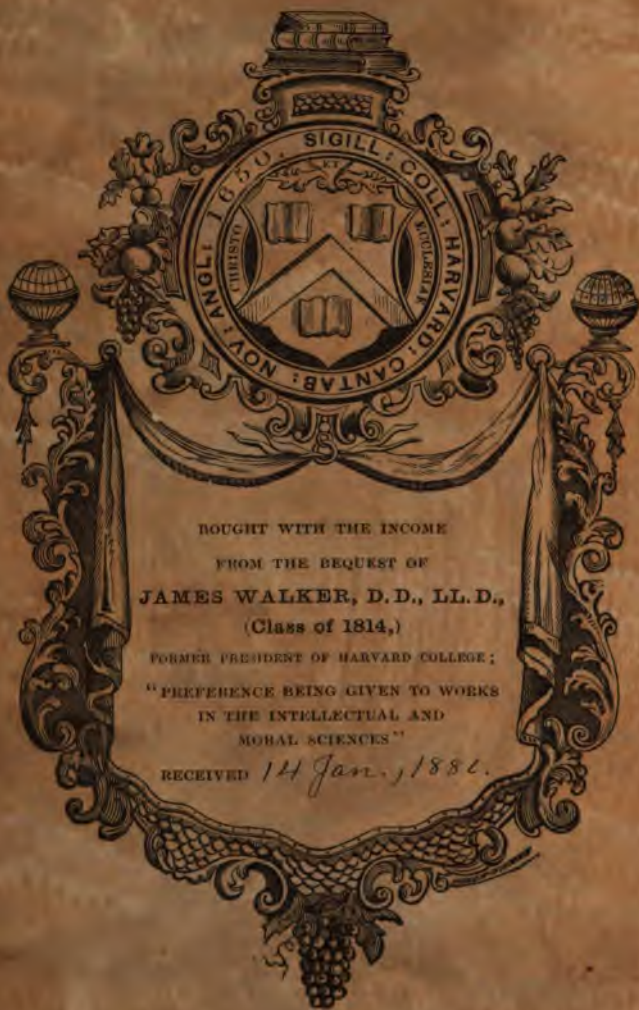 SIGILL: COLL: HARVARD: CANTAB: NOV: ANGL: 1650.
ET
CHRISTO
ECCLESIAE
BOUGHT WITH THE INCOME
FROM THE BEQUEST OF
JAMES WALKER, D.D., LL.D.,
(Class of 1814,)
FORMER PRESIDENT OF HARVARD COLLEGE;
"PREFERENCE BEING GIVEN TO WORKS
IN THE INTELLECTUAL AND
MORAL SCIENCES"
RECEIVED 14 Jan., 188